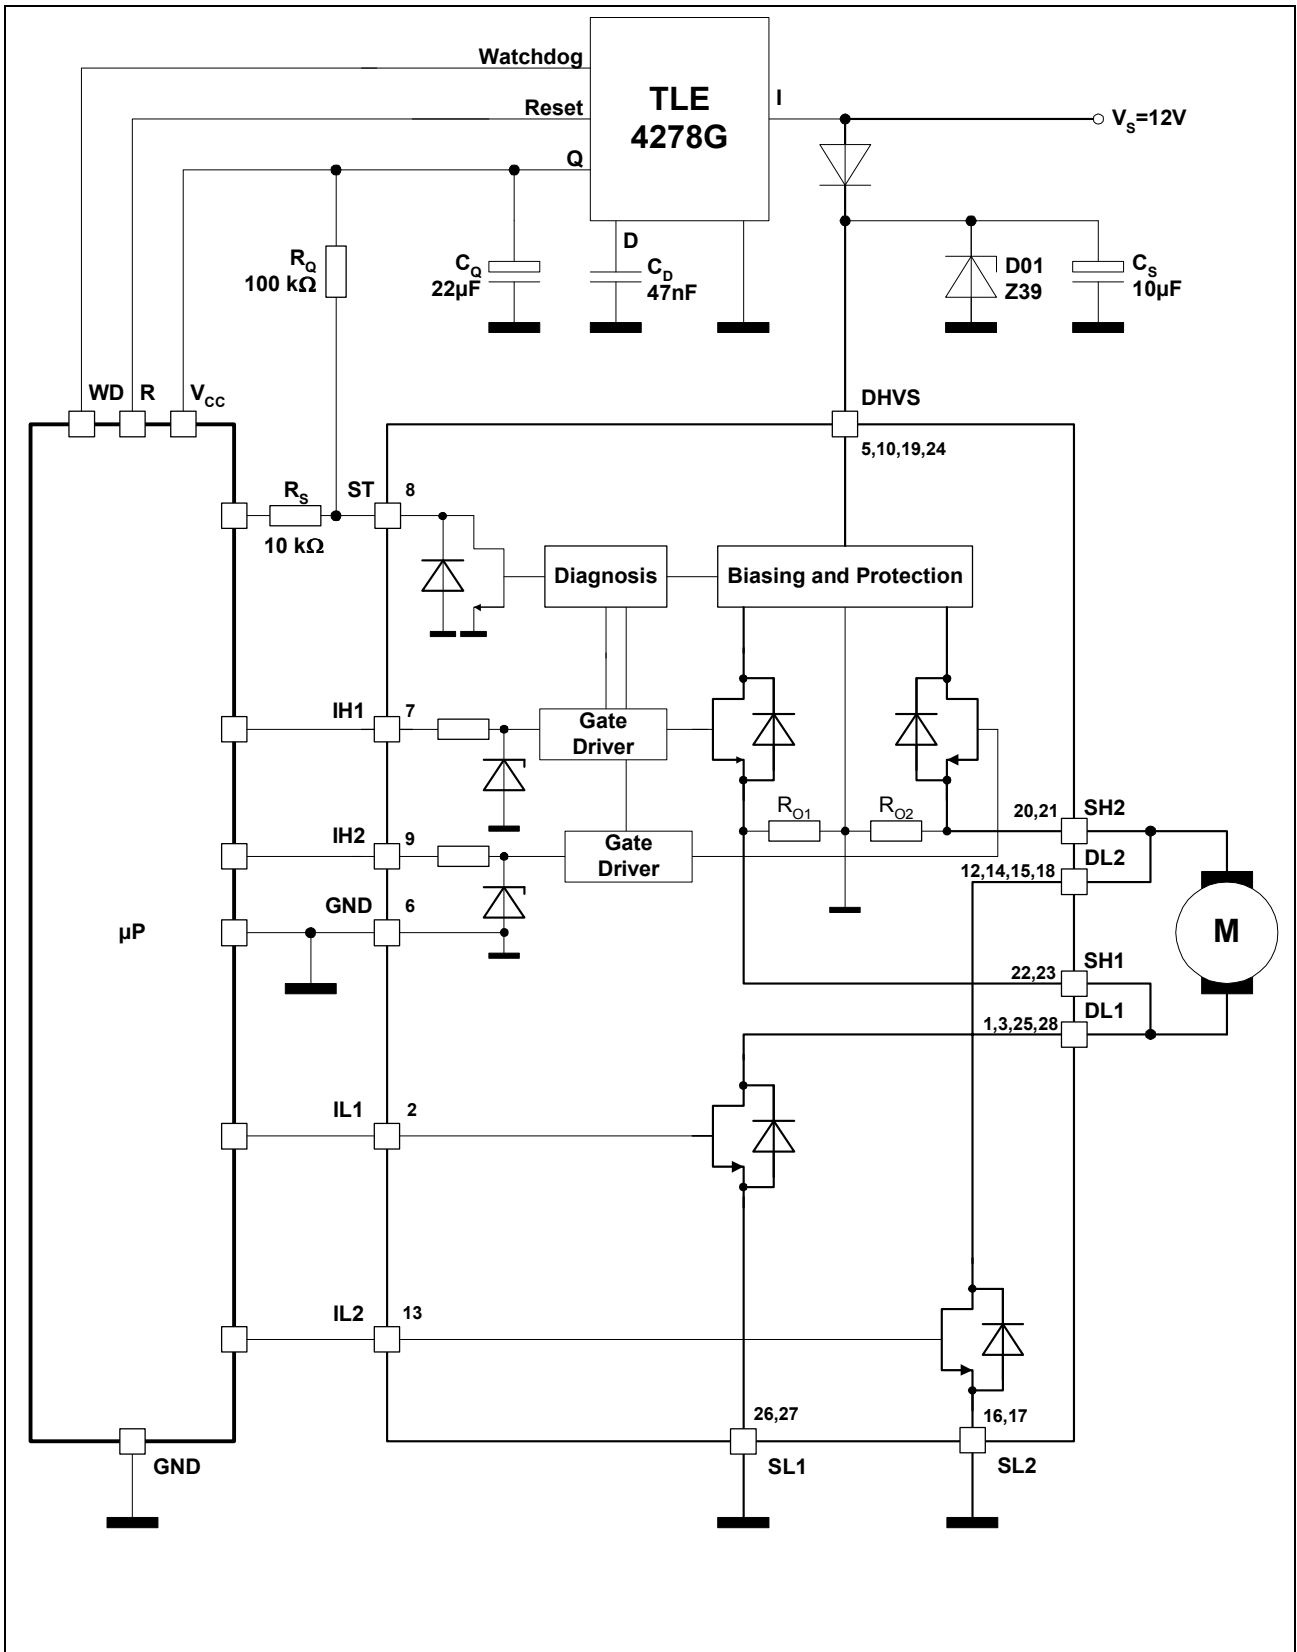 Watchdog
TLE
4278G
I
Reset
V_S=12V
Q
D
R_Q
100 kΩ
C_Q
22µF
C_D
47nF
D01
Z39
C_S
10µF
WD
R
V_CC
DHVS
5,10,19,24
R_S
10 kΩ
ST
8
Diagnosis
Biasing and Protection
IH1
7
Gate
Driver
R_O1
R_O2
20,21
SH2
IH2
9
Gate
Driver
12,14,15,18
DL2
GND
6
µP
M
22,23
SH1
1,3,25,28
DL1
IL1
2
IL2
13
26,27
16,17
GND
SL1
SL2